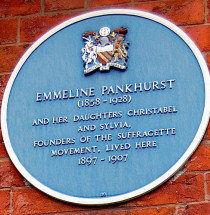 EMMELINE PANKHURST
(1858-1928)
AND HER DAUGHTERS CHRISTABEL
AND SYLVIA,
FOUNDERS OF THE SUFFRAGETTE
MOVEMENT, LIVED HERE
1897-1907